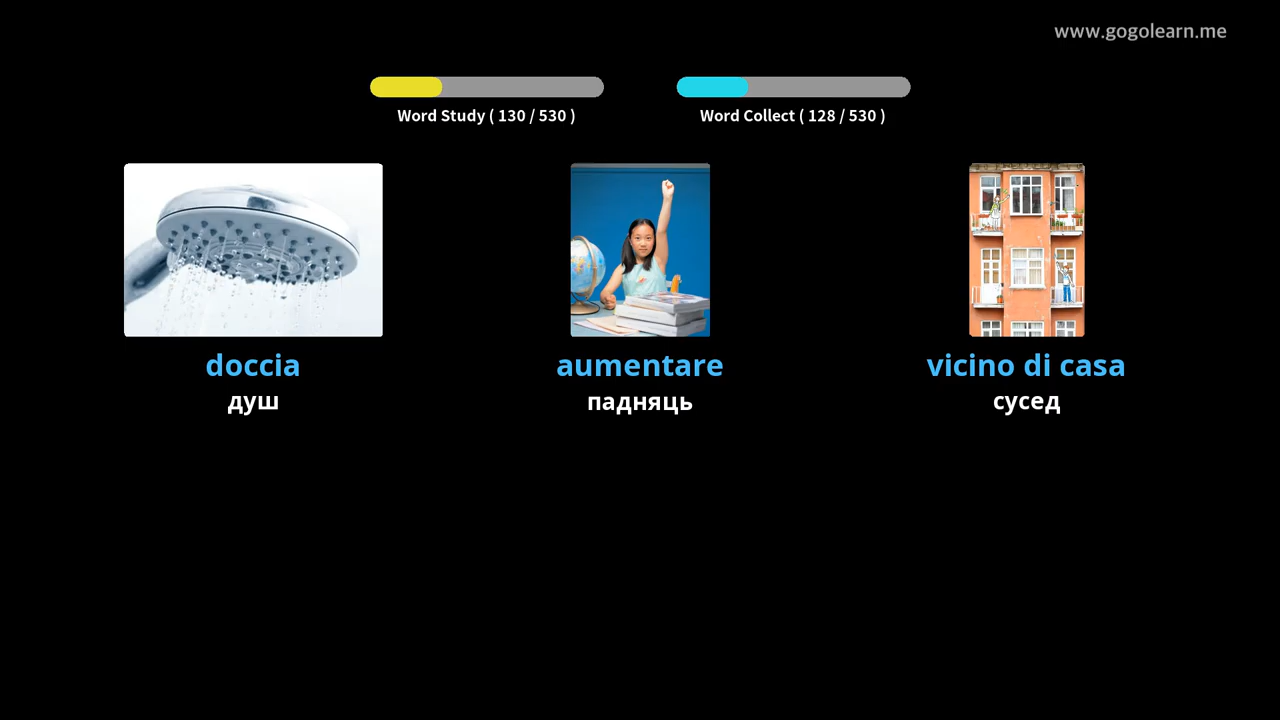 www.gogolearn.me
Word Study ( 130 / 530 )
Word Collect ( 128 / 530 )
doccia
душ
aumentare
падняць
vicino di casa
сусед